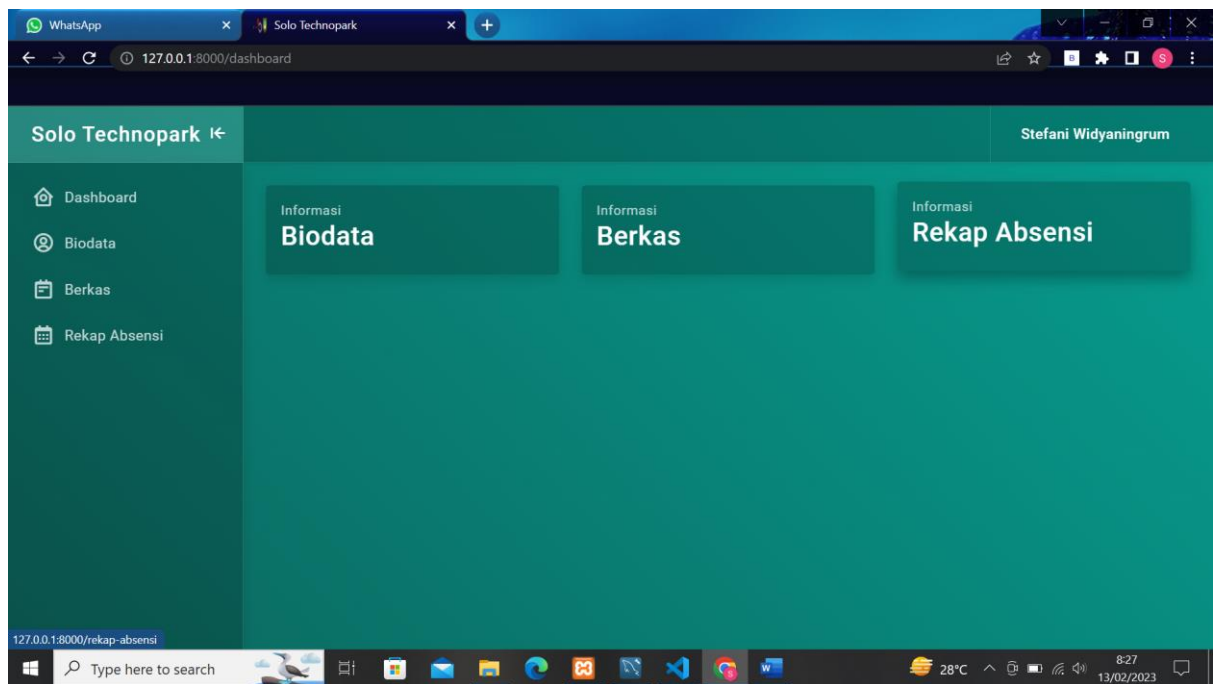 WhatsApp
Solo Technopark
127.0.0.1:8000/dashboard
Solo Technopark
Stefani Widyaningrum
Dashboard
Biodata
Berkas
Rekap Absensi
Informasi
Biodata
Informasi
Berkas
Informasi
Rekap Absensi
127.0.0.1:8000/rekap-absensi
Type here to search
28°C
8:27
13/02/2023